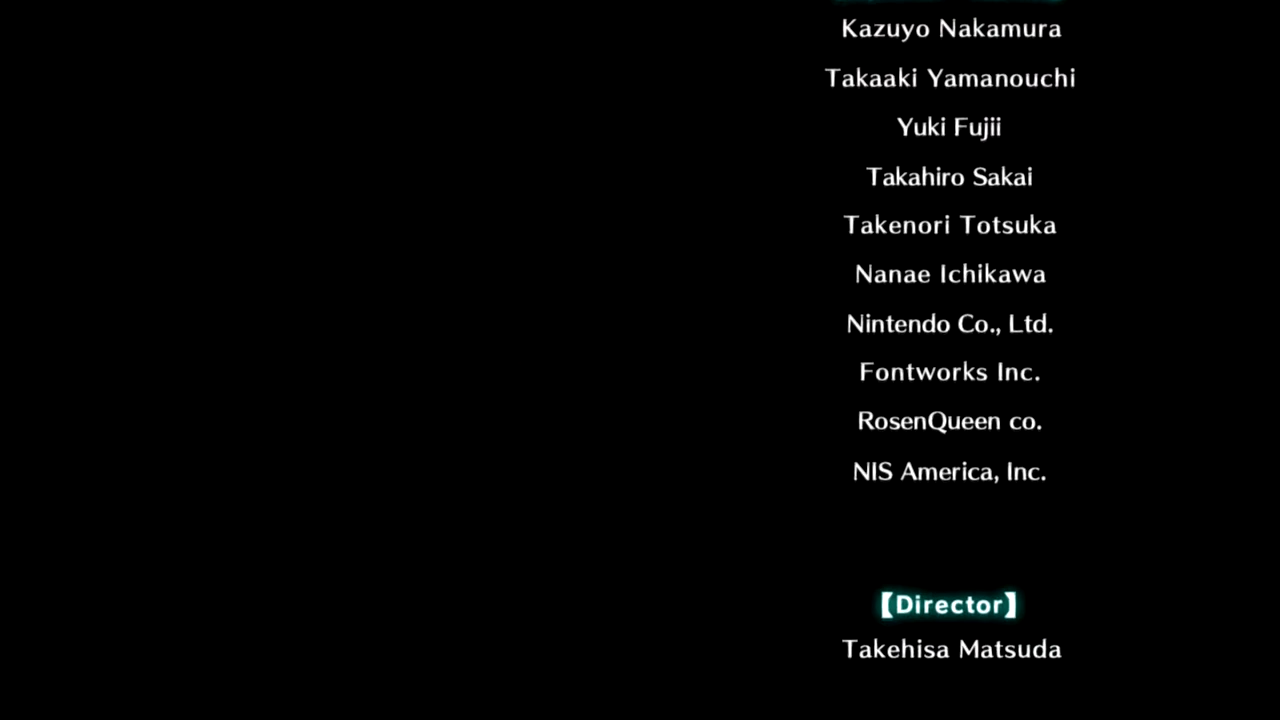 Kazuyo Nakamura
Takaaki Yamanouchi
Yuki Fujii
Takahiro Sakai
Takenori Totsuka
Nanae Ichikawa
Nintendo Co., Ltd.
Fontworks Inc.
RosenQueen co.
NIS America, Inc.
【Director】
Takehisa Matsuda